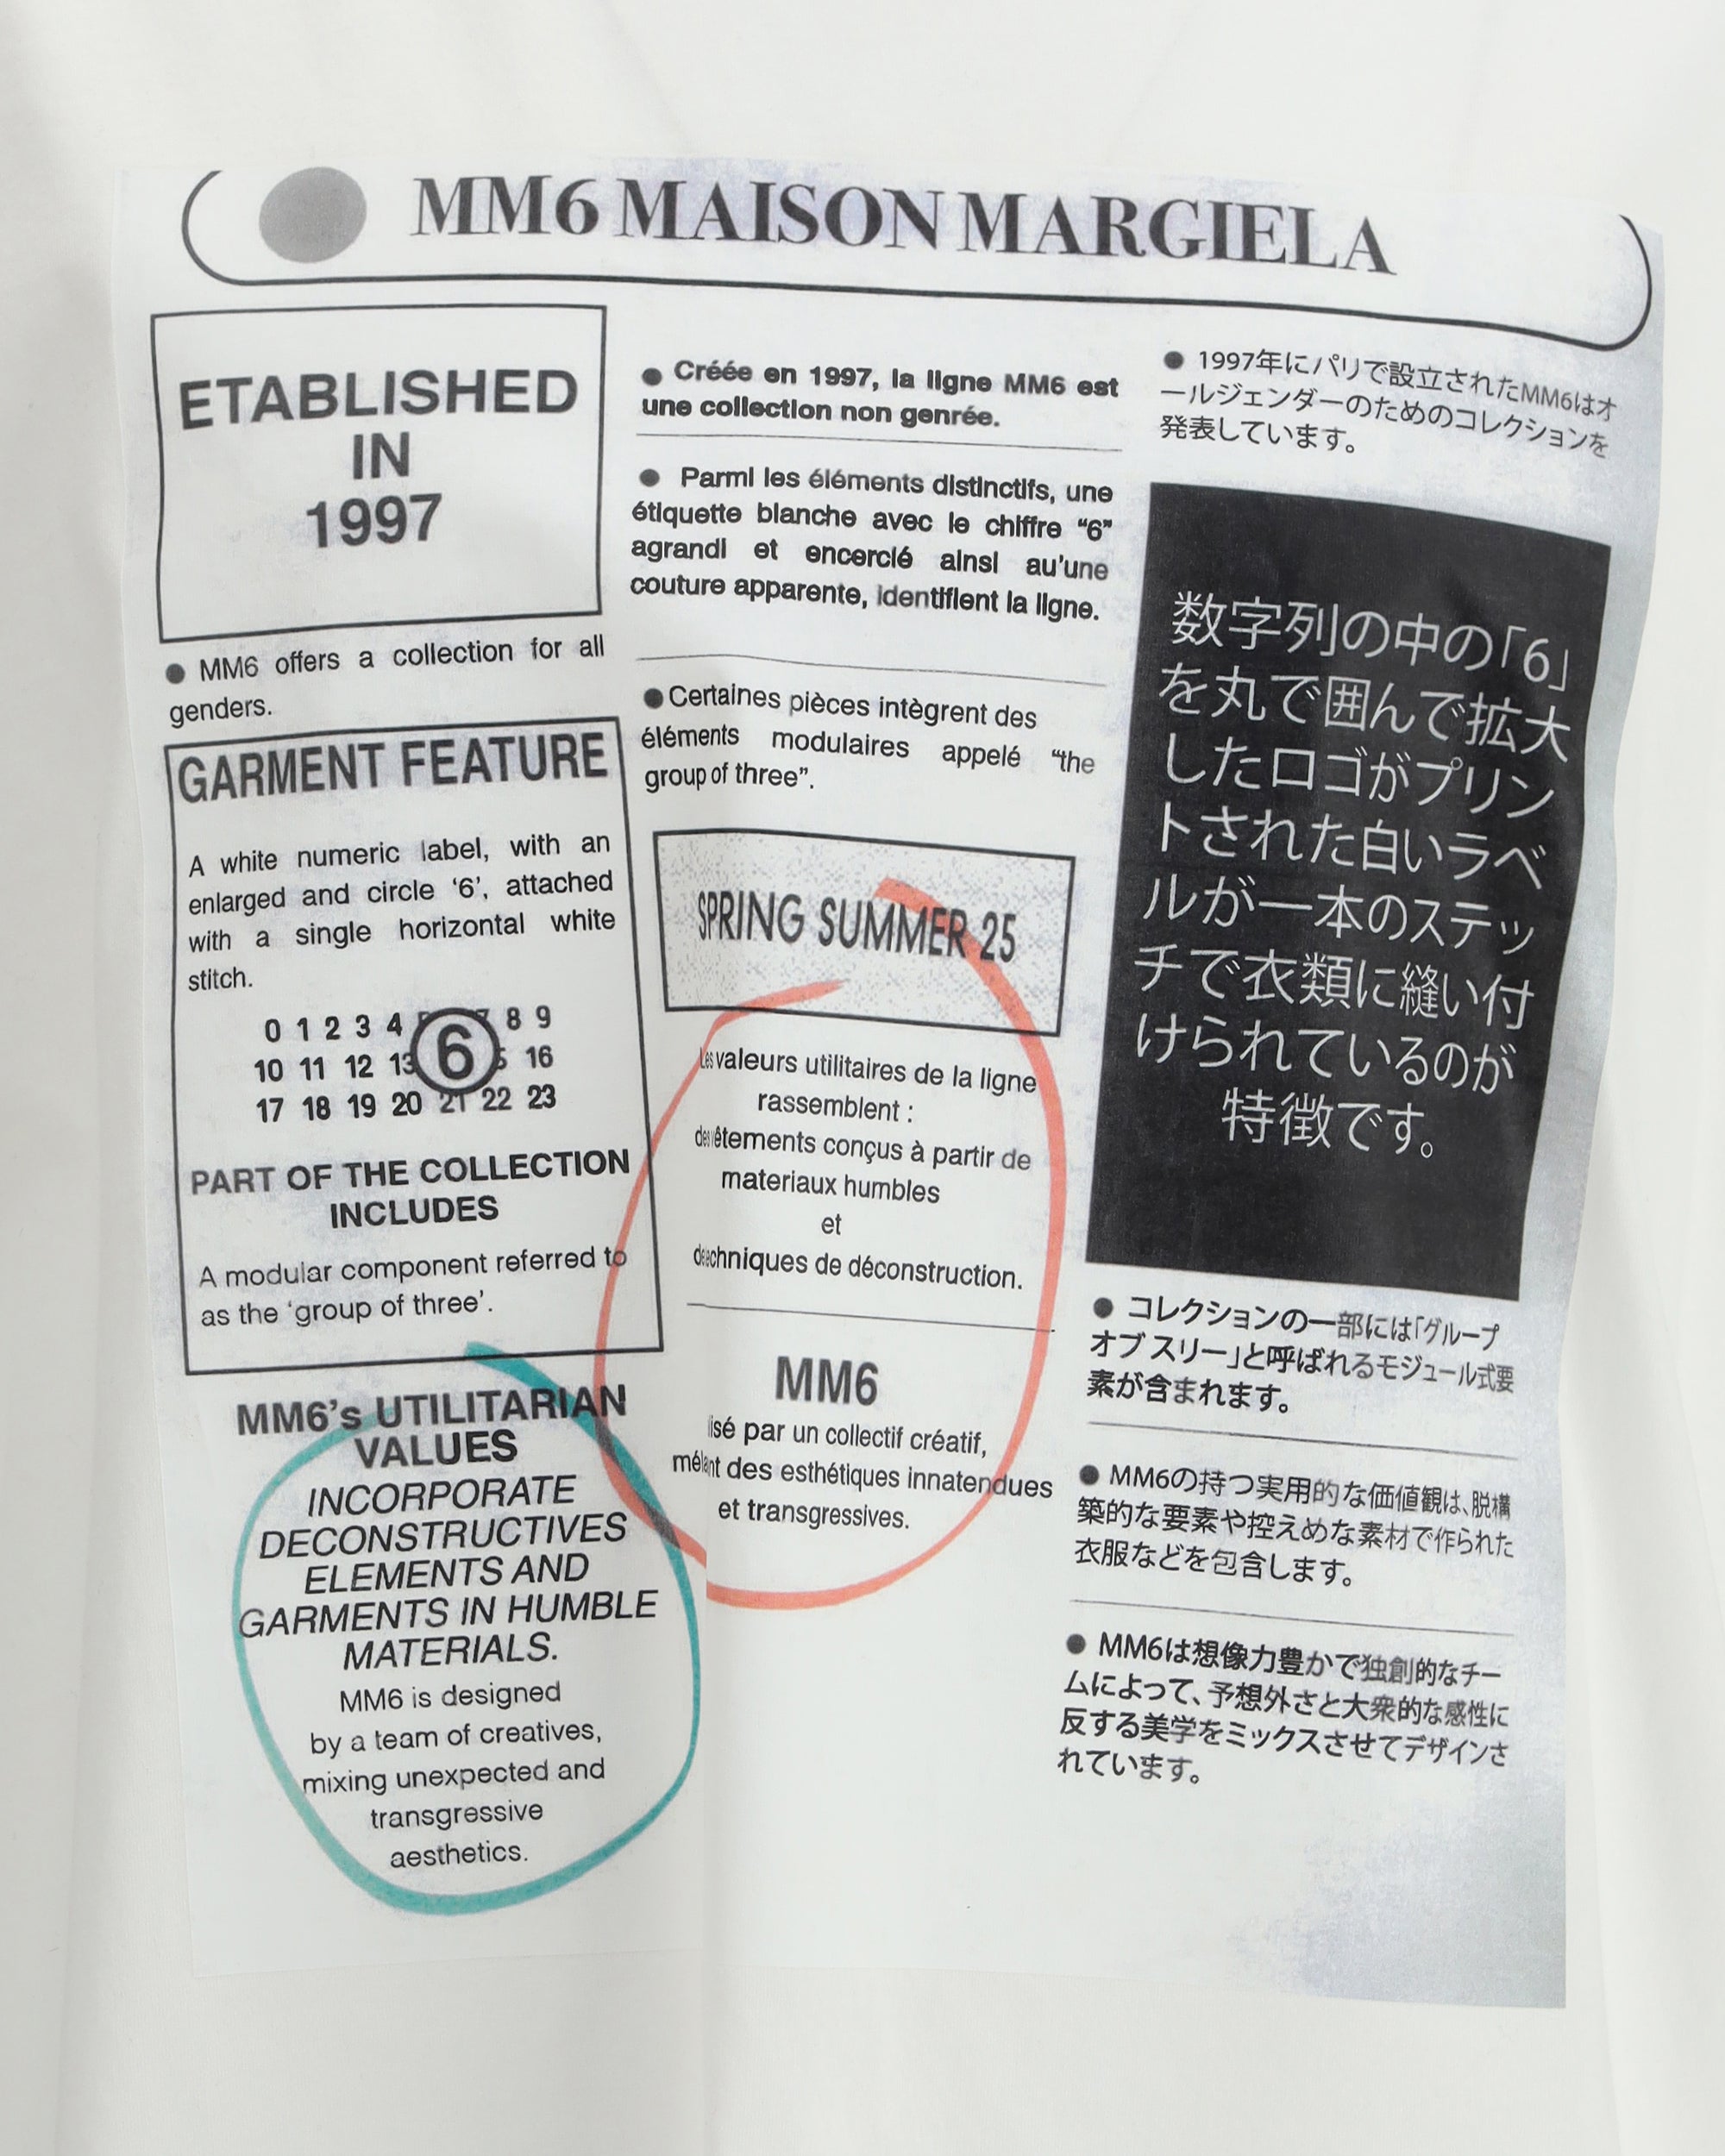 MM6 MAISON MARGIELA
ETABLISHED
IN
1997
● MM6 offers a collection for all
genders.
GARMENT FEATURE
A white numeric label, with an
enlarged and circle ‘6’, attached
with a single horizontal white
stitch.
0 1 2 3 4 6 8 9
10 11 12 13 16
17 18 19 20 21 22 23
PART OF THE COLLECTION
INCLUDES
A modular component referred to
as the ‘group of three’.
MM6’s UTILITARIAN
VALUES
INCORPORATE
DECONSTRUCTIVES
ELEMENTS AND
GARMENTS IN HUMBLE
MATERIALS.
MM6 is designed
by a team of creatives,
mixing unexpected and
transgressive
aesthetics.
● Créée en 1997, la ligne MM6 est
une collection non genrée.
● Parmi les éléments distinctifs, une
étiquette blanche avec le chiffre “6”
agrandi et encerclé ainsi au’une
couture apparente, identifient la ligne.
● Certaines pièces intègrent des
éléments modulaires appelé “the
group of three”.
SPRING SUMMER 25
Les valeurs utilitaires de la ligne
rassemblent :
des vêtements conçus à partir de
materiaux humbles
et
de techniques de déconstruction.
MM6
isé par un collectif créatif,
mêlant des esthétiques innatendues
et transgressives.
● 1997年にパリで設立されたMM6はオ
ールジェンダーのためのコレクションを
発表しています。
数字列の中の「6」
を丸で囲んで拡大
したロゴがプリン
トされた白いラベ
ルが一本のステッ
チで衣類に縫い付
けられているのが
特徴です。
● コレクションの一部には「グループ
オブ スリー」と呼ばれるモジュール式要
素が含まれます。
● MM6の持つ実用的な価値観は、脱構
築的な要素や控えめな素材で作られた
衣服などを包含します。
● MM6は想像力豊かで独創的なチー
ムによって、予想外さと大衆的な感性に
反する美学をミックスさせてデザインさ
れています。